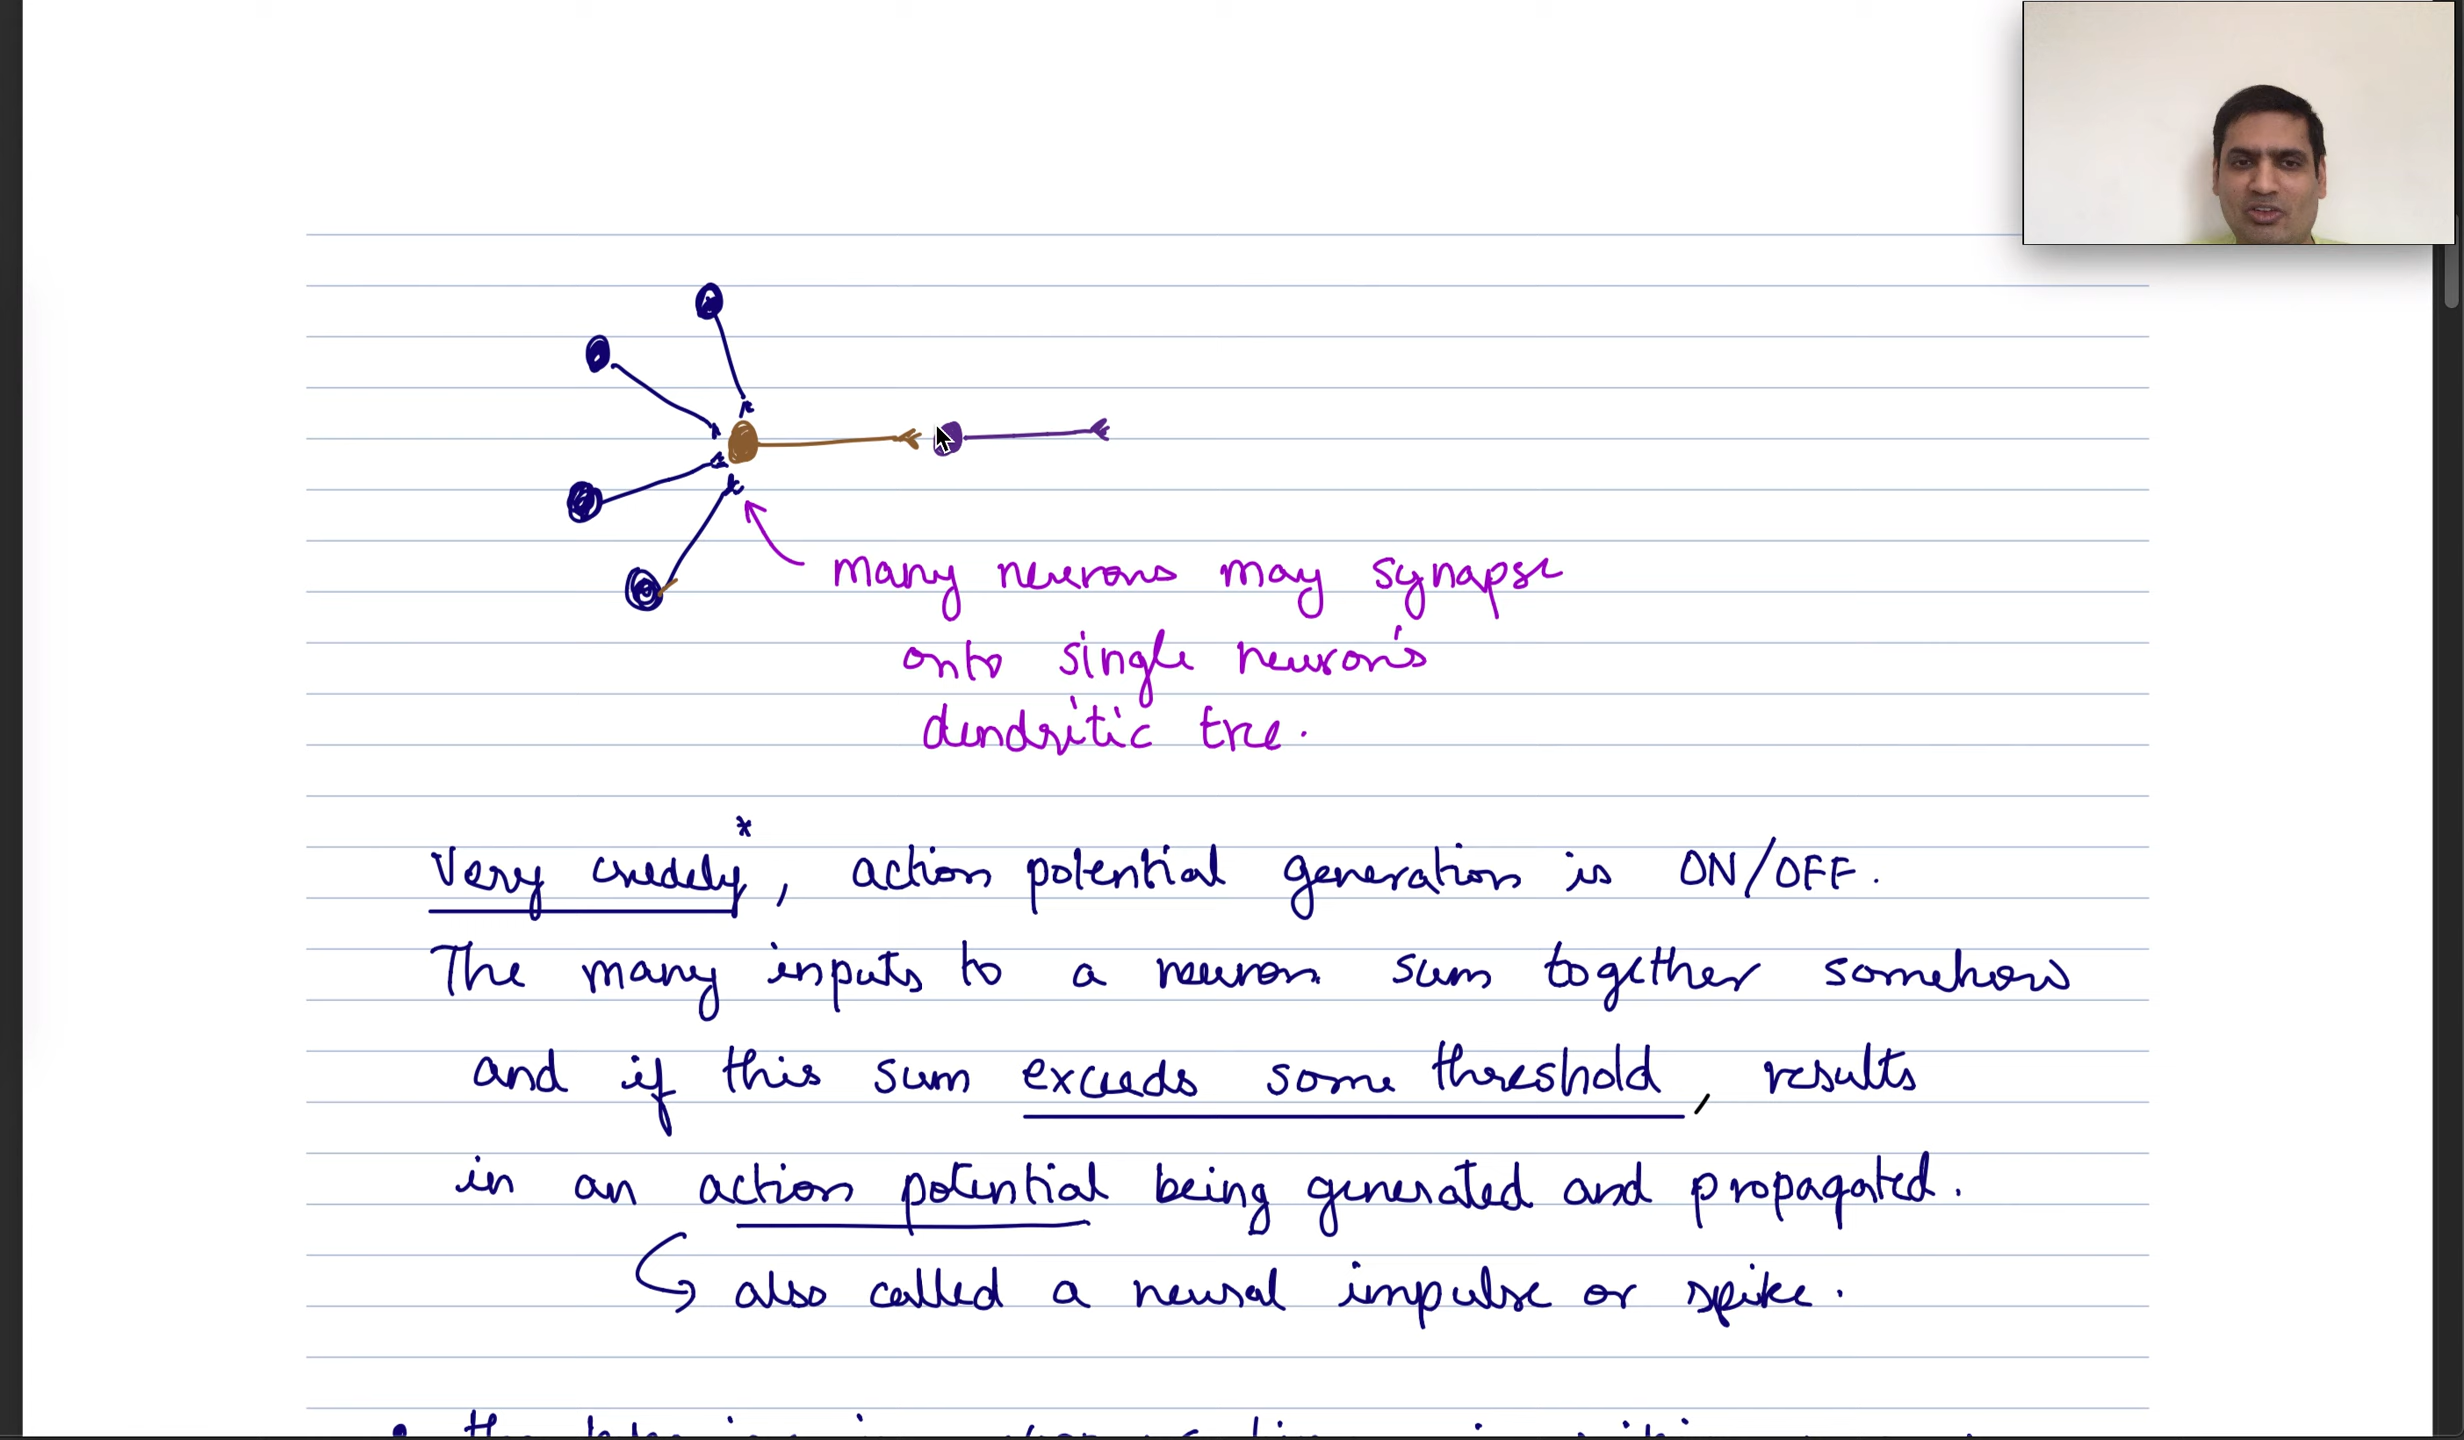 many neurons may synapse
onto single neuron's
dendritic tree.
Very crudely*, action potential generation is ON/OFF.
The many inputs to a neuron sum together somehow
and if this sum exceeds some threshold, results
in an action potential being generated and propagated.
also called a neural impulse or spike.